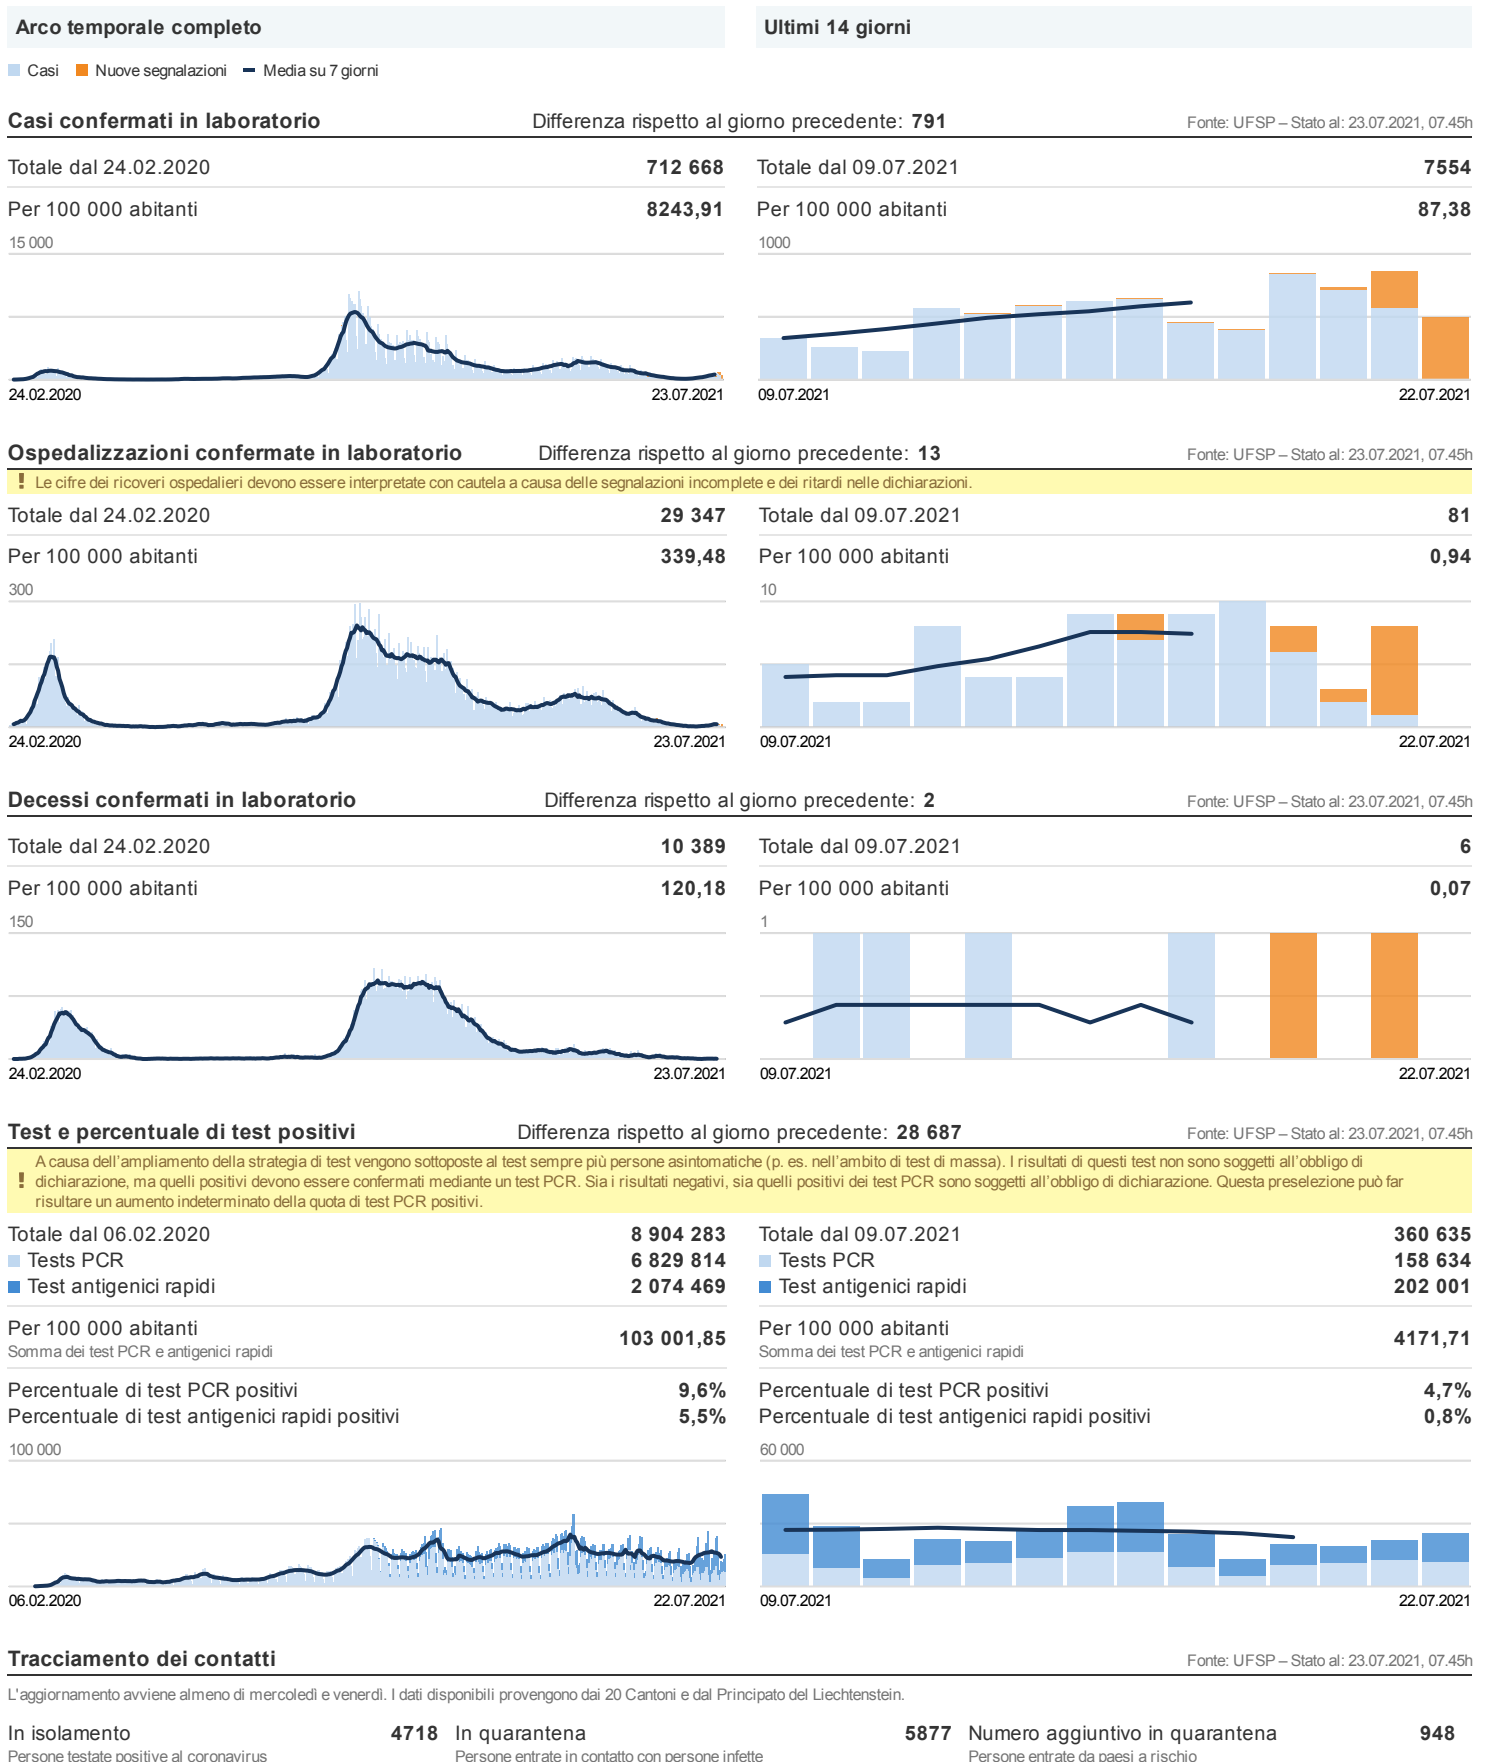 Arco temporale completo
Ultimi 14 giorni
Casi Nuove segnalazioni Media su 7 giorni
Casi confermati in laboratorio Differenza rispetto al giorno precedente: 791 Fonte: UFSP – Stato al: 23.07.2021, 07.45h
Totale dal 24.02.2020 712 668
Per 100 000 abitanti 8243,91
15 000
24.02.2020 23.07.2021
Totale dal 09.07.2021 7554
Per 100 000 abitanti 87,38
1000
09.07.2021 22.07.2021
Ospedalizzazioni confermate in laboratorio Differenza rispetto al giorno precedente: 13 Fonte: UFSP – Stato al: 23.07.2021, 07.45h
! Le cifre dei ricoveri ospedalieri devono essere interpretate con cautela a causa delle segnalazioni incomplete e dei ritardi nelle dichiarazioni.
Totale dal 24.02.2020 29 347
Per 100 000 abitanti 339,48
300
24.02.2020 23.07.2021
Totale dal 09.07.2021 81
Per 100 000 abitanti 0,94
10
09.07.2021 22.07.2021
Decessi confermati in laboratorio Differenza rispetto al giorno precedente: 2 Fonte: UFSP – Stato al: 23.07.2021, 07.45h
Totale dal 24.02.2020 10 389
Per 100 000 abitanti 120,18
150
24.02.2020 23.07.2021
Totale dal 09.07.2021 6
Per 100 000 abitanti 0,07
1
09.07.2021 22.07.2021
Test e percentuale di test positivi Differenza rispetto al giorno precedente: 28 687 Fonte: UFSP – Stato al: 23.07.2021, 07.45h
A causa dell'ampliamento della strategia di test vengono sottoposte al test sempre più persone asintomatiche (p. es. nell'ambito di test di massa). I risultati di questi test non sono soggetti all'obbligo di
! dichiarazione, ma quelli positivi devono essere confermati mediante un test PCR. Sia i risultati negativi, sia quelli positivi dei test PCR sono soggetti all'obbligo di dichiarazione. Questa preselezione può far
risultare un aumento indeterminato della quota di test PCR positivi.
Totale dal 06.02.2020 8 904 283
Tests PCR 6 829 814
Test antigenici rapidi 2 074 469
Per 100 000 abitanti 103 001,85
Somma dei test PCR e antigenici rapidi
Percentuale di test PCR positivi 9,6%
Percentuale di test antigenici rapidi positivi 5,5%
100 000
06.02.2020 22.07.2021
Totale dal 09.07.2021 360 635
Tests PCR 158 634
Test antigenici rapidi 202 001
Per 100 000 abitanti 4171,71
Somma dei test PCR e antigenici rapidi
Percentuale di test PCR positivi 4,7%
Percentuale di test antigenici rapidi positivi 0,8%
60 000
09.07.2021 22.07.2021
Tracciamento dei contatti Fonte: UFSP – Stato al: 23.07.2021, 07.45h
L'aggiornamento avviene almeno di mercoledì e venerdì. I dati disponibili provengono dai 20 Cantoni e dal Principato del Liechtenstein.
In isolamento 4718
Persone testate positive al coronavirus
In quarantena 5877
Persone entrate in contatto con persone infette
Numero aggiuntivo in quarantena 948
Persone entrate da paesi a rischio